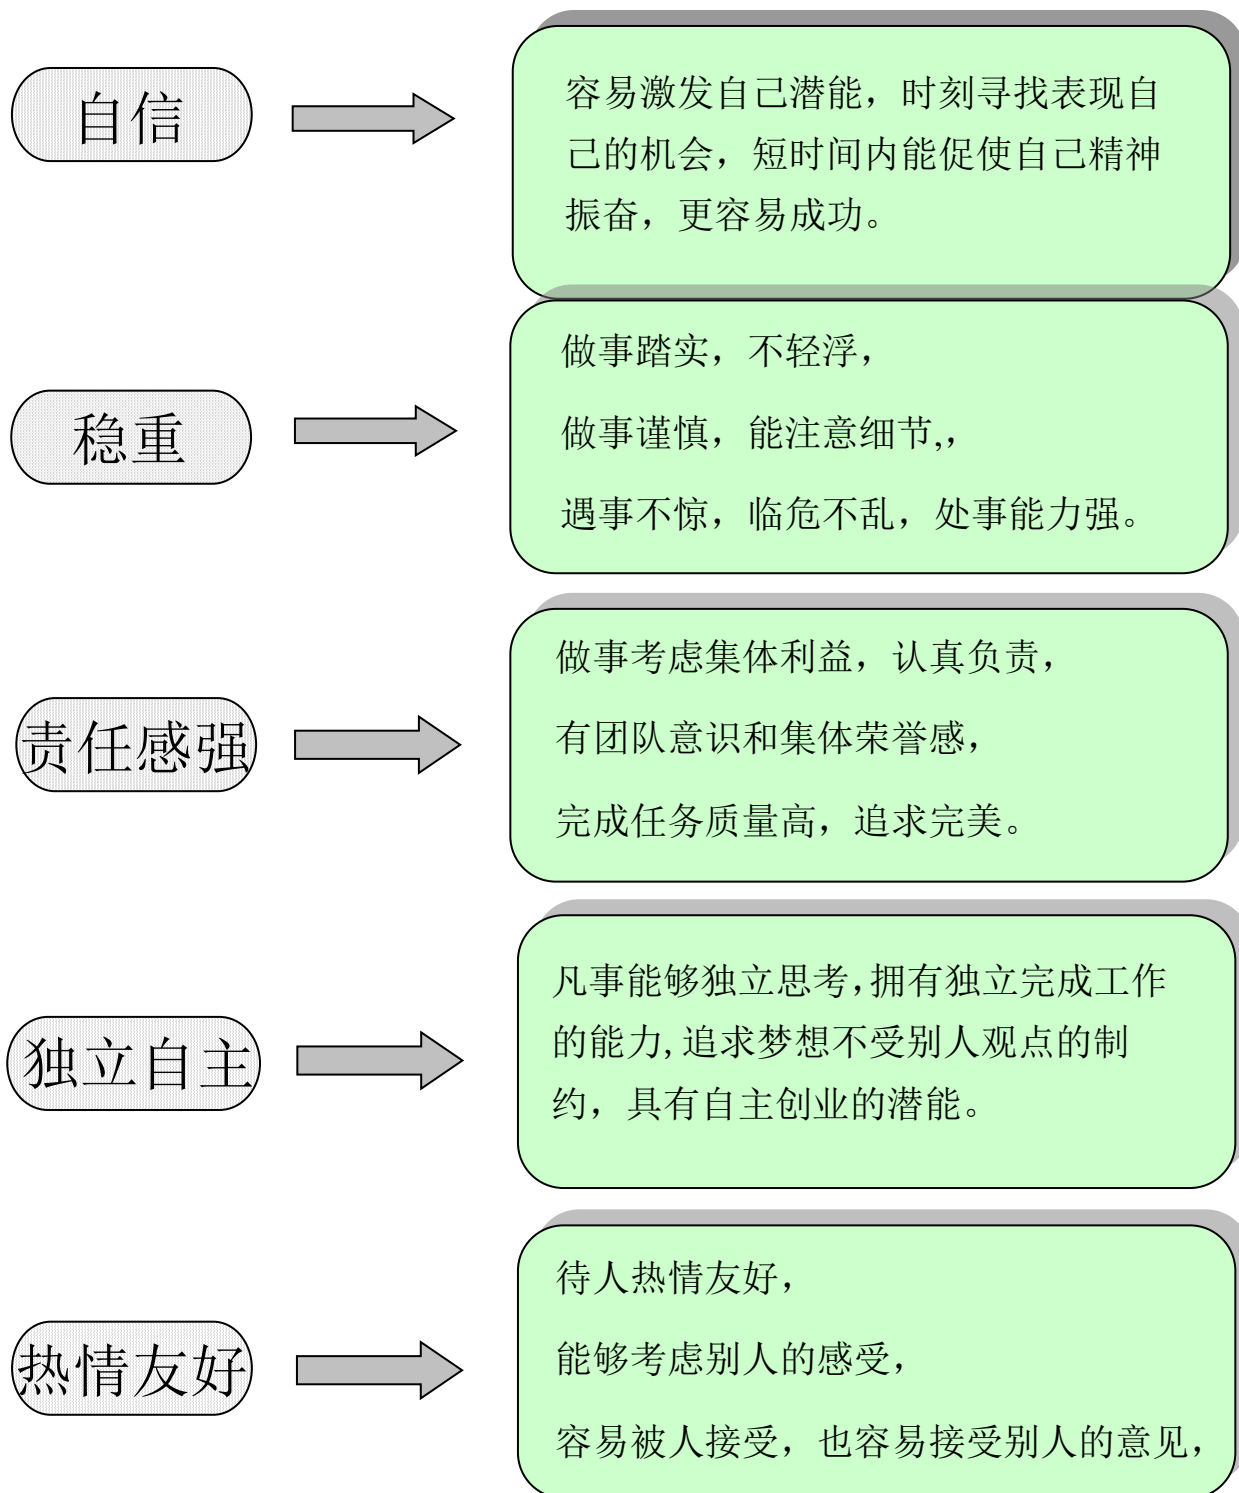 自信
容易激发自己潜能，时刻寻找表现自
己的机会，短时间内能促使自己精神
振奋，更容易成功。
稳重
做事踏实，不轻浮，
做事谨慎，能注意细节,，
遇事不惊，临危不乱，处事能力强。
责任感强
做事考虑集体利益，认真负责，
有团队意识和集体荣誉感，
完成任务质量高，追求完美。
独立自主
凡事能够独立思考,拥有独立完成工作
的能力,追求梦想不受别人观点的制
约，具有自主创业的潜能。
热情友好
待人热情友好，
能够考虑别人的感受，
容易被人接受，也容易接受别人的意见，